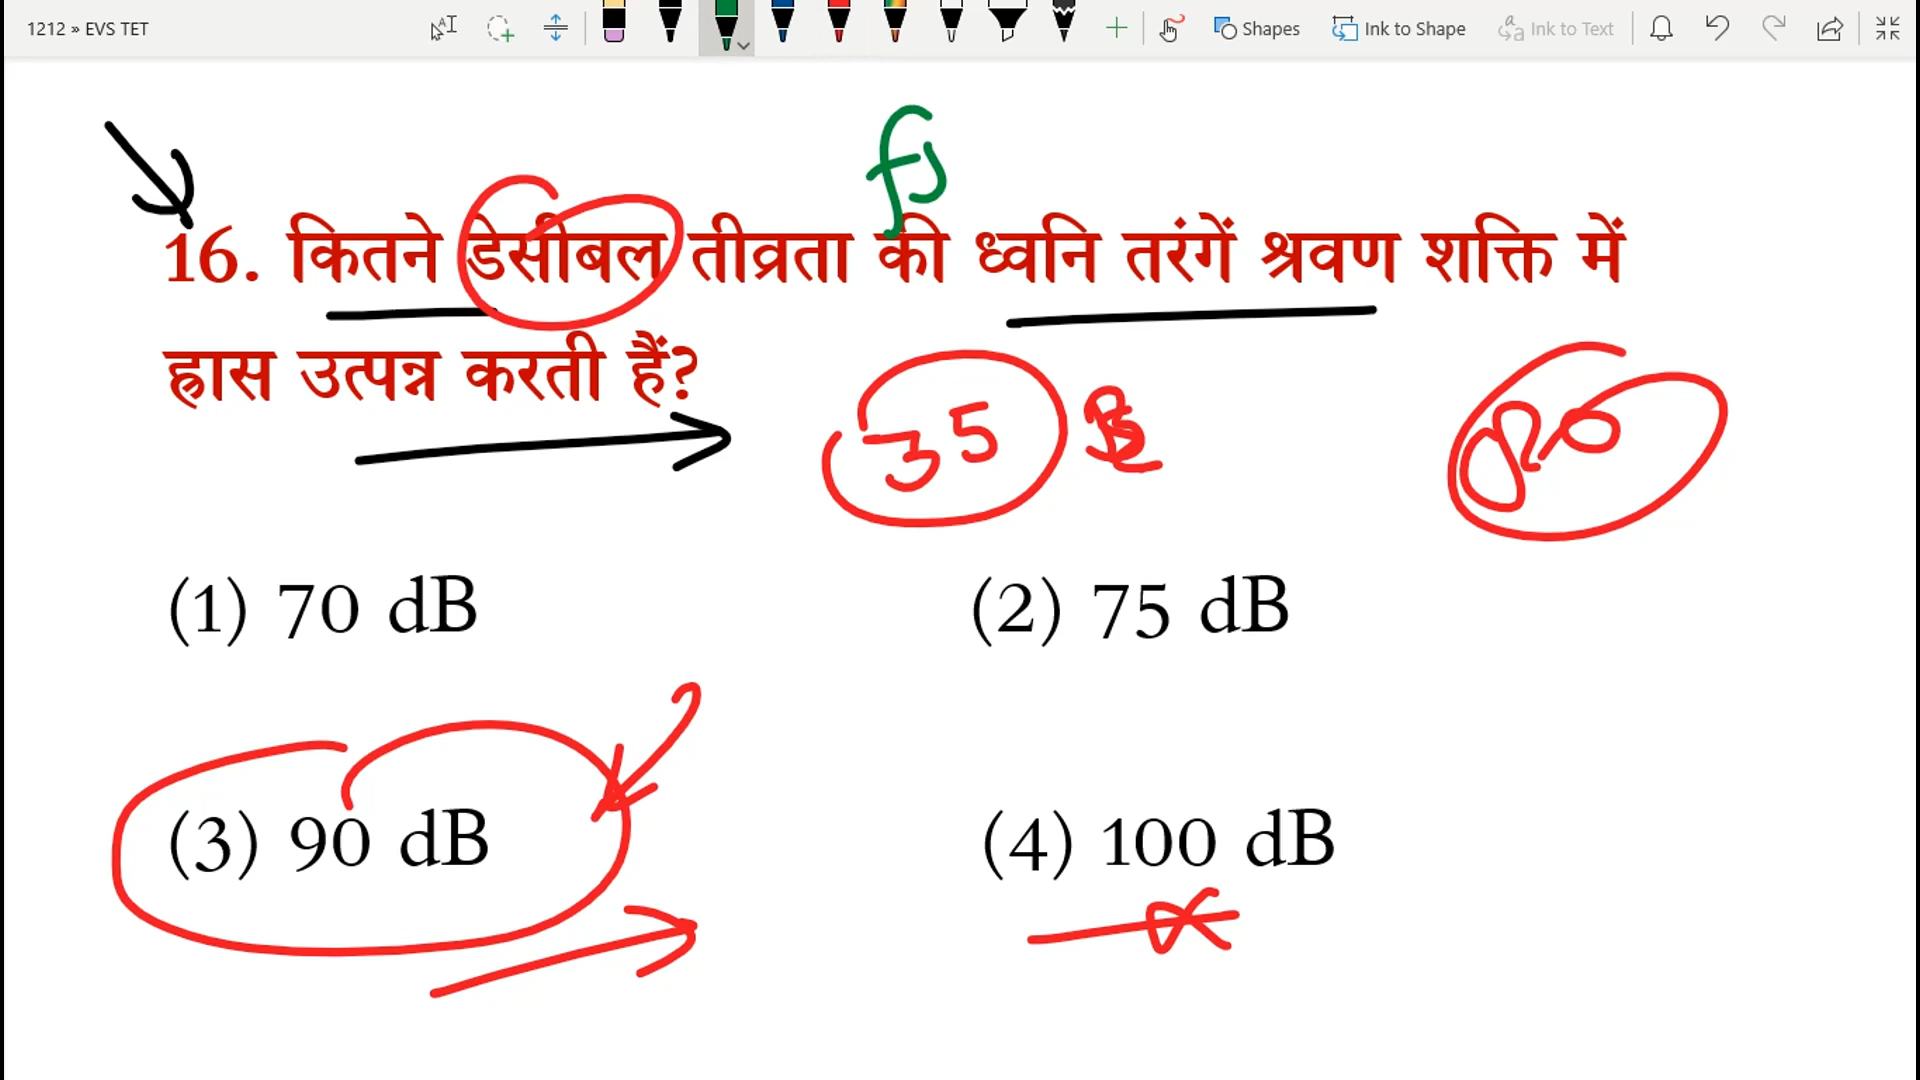 1212 » EVS TET
Shapes
Ink to Shape
Ink to Text
16. कितने डेसीबल तीव्रता की ध्वनि तरंगें श्रवण शक्ति में
ह्रास उत्पन्न करती हैं?
35
(1) 70 dB
(2) 75 dB
(3) 90 dB
(4) 100 dB